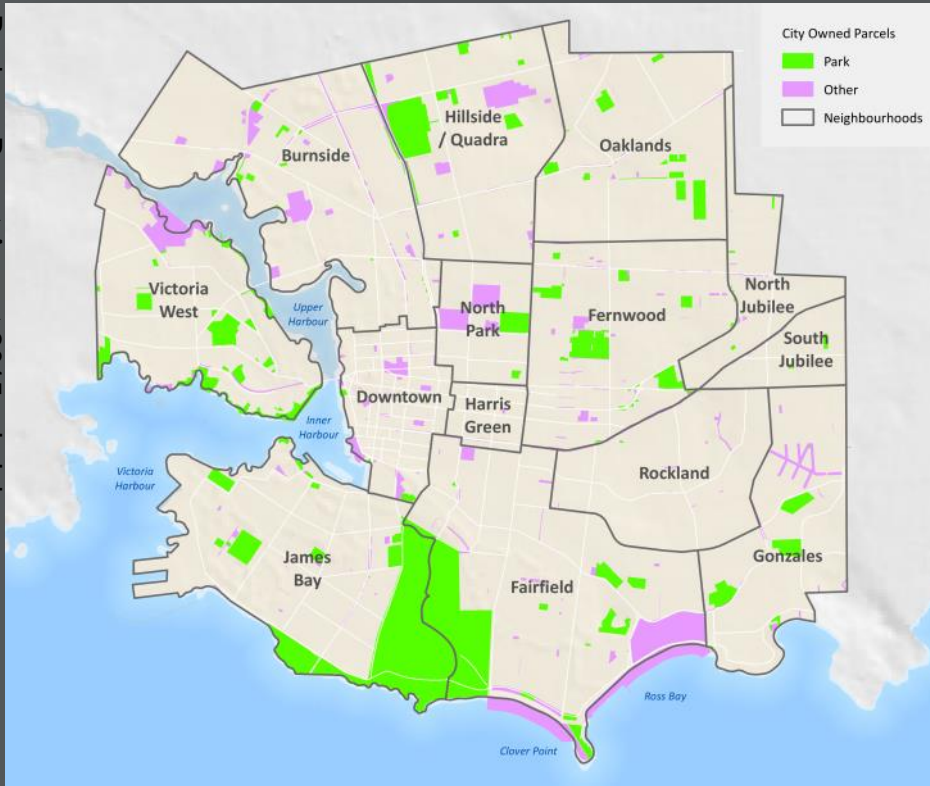 City Owned Parcels
Park
Other
Neighbourhoods
Hillside
/ Quadra
Oaklands
Burnside
Victoria
West
Upper
Harbour
North
Park
Fernwood
North
Jubilee
South
Jubilee
Downtown
Harris
Green
Inner
Harbour
Victoria
Harbour
Rockland
James
Bay
Fairfield
Gonzales
Ross Bay
Clover Point